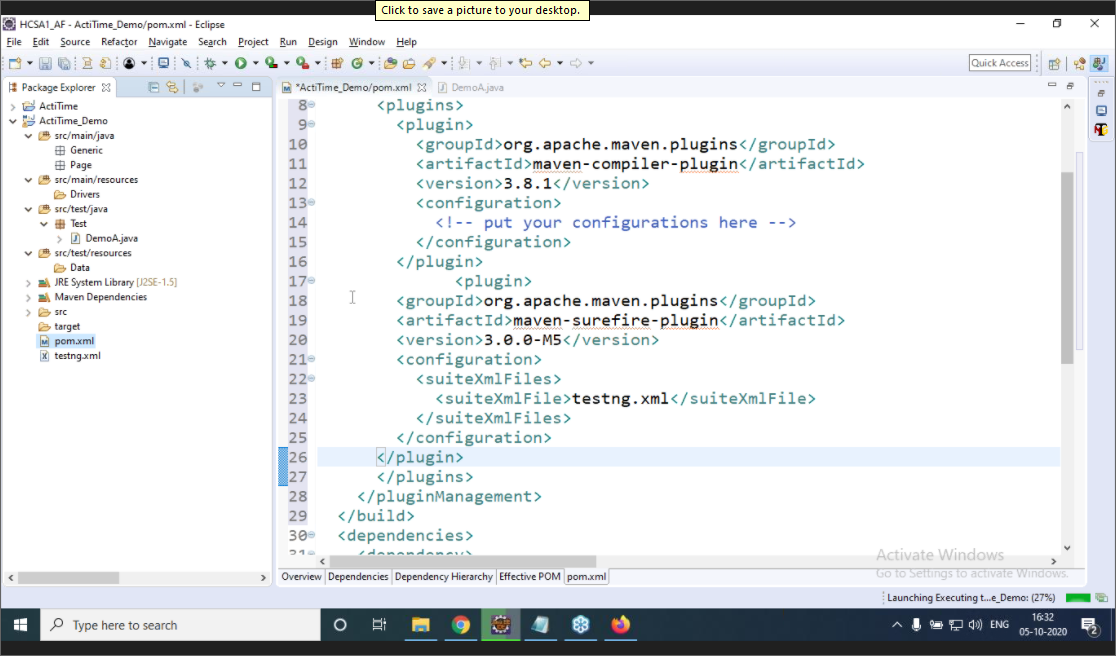 Click to save a picture to your desktop.
HCSA1_AF - ActiTime_Demo/pom.xml - Eclipse
File Edit Source Refactor Navigate Search Project Run Design Window Help
Quick Access
Package Explorer
*ActiTime_Demo/pom.xml DemoA.java
ActiTime
ActiTime_Demo
src/main/java
Generic
Page
src/main/resources
Drivers
src/test/java
Test
DemoA.java
src/test/resources
Data
JRE System Library [J2SE-1.5]
Maven Dependencies
src
target
pom.xml
testng.xml
8 <plugins>
9 <plugin>
10 <groupId>org.apache.maven.plugins</groupId>
11 <artifactId>maven-compiler-plugin</artifactId>
12 <version>3.8.1</version>
13 <configuration>
14 <!-- put your configurations here -->
15 </configuration>
16 </plugin>
17 <plugin>
18 <groupId>org.apache.maven.plugins</groupId>
19 <artifactId>maven-surefire-plugin</artifactId>
20 <version>3.0.0-M5</version>
21 <configuration>
22 <suiteXmlFiles>
23 <suiteXmlFile>testng.xml</suiteXmlFile>
24 </suiteXmlFiles>
25 </configuration>
26 </plugin>
27 </plugins>
28 </pluginManagement>
29 </build>
30 <dependencies>
31 <dependency>
Overview Dependencies Dependency Hierarchy Effective POM pom.xml
Activate Windows
Go to Settings to activate Windows.
Launching Executing t...e_Demo: (27%)
Type here to search
ENG
16:32
05-10-2020
2